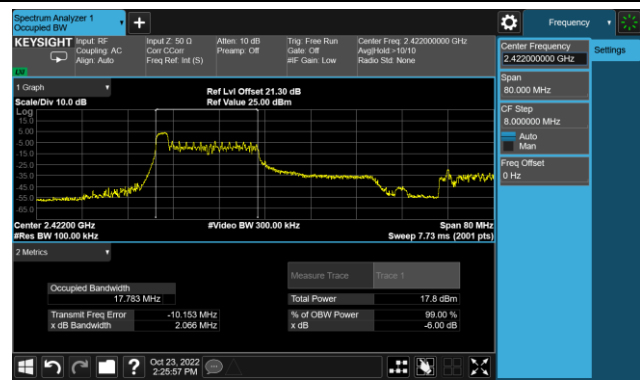 Spectrum Analyzer 1
Occupied BW
Frequency
KEYSIGHT
Input: RF
Coupling: AC
Align: Auto
Input Z: 50 Ω
Corr CCorr
Freq Ref: Int (S)
Atten: 10 dB
Preamp: Off
Trig: Free Run
Gate: Off
#IF Gain: Low
Center Freq: 2.422000000 GHz
Avg|Hold:>10/10
Radio Std: None
Center Frequency
2.422000000 GHz
Settings
Span
80.000 MHz
CF Step
8.000000 MHz
Auto
Man
Freq Offset
0 Hz
1 Graph
Scale/Div 10.0 dB
Ref Lvl Offset 21.30 dB
Ref Value 25.00 dBm
Log
15.0
5.00
-5.00
-15.0
-25.0
-35.0
-45.0
-55.0
-65.0
Center 2.42200 GHz
#Res BW 100.00 kHz
#Video BW 300.00 kHz
Span 80 MHz
Sweep 7.73 ms (2001 pts)
2 Metrics
Measure Trace
Trace 1
Occupied Bandwidth
17.783 MHz
Total Power
17.8 dBm
Transmit Freq Error
-10.153 MHz
% of OBW Power
99.00 %
x dB Bandwidth
2.066 MHz
x dB
-6.00 dB
?
Oct 23, 2022
2:25:57 PM